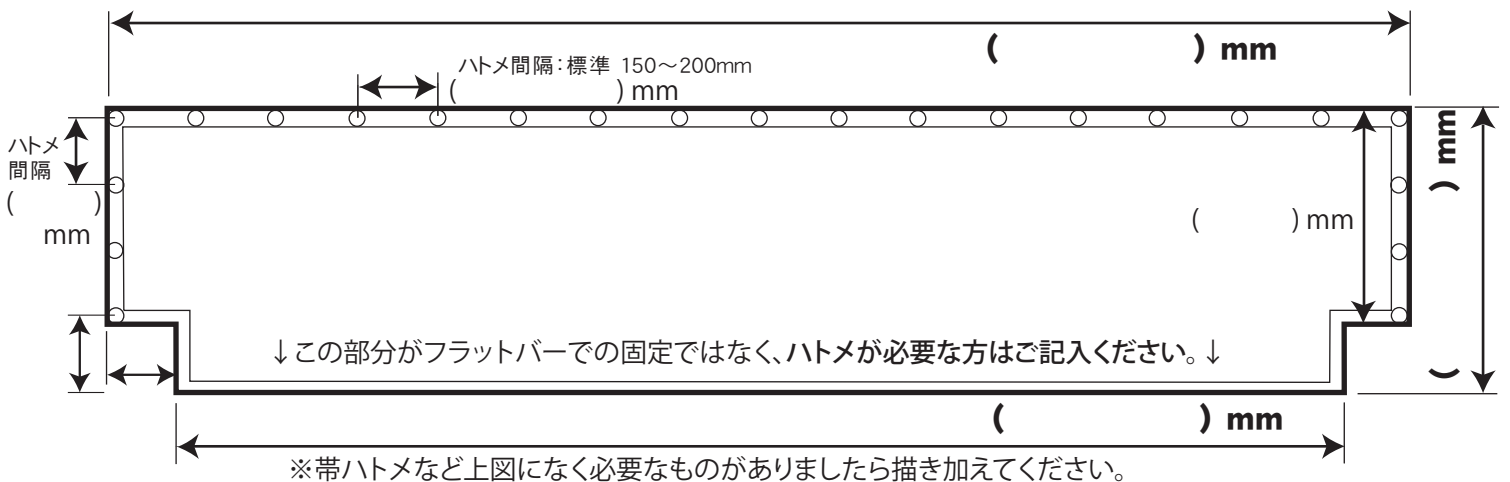 (　　　) mm
ハトメ間隔：標準 150～200mm
(　　　) mm
ハトメ
間隔
(　　　)
mm
(　　　) mm
(　　　) mm
↓この部分がフラットバーでの固定ではなく、ハトメが必要な方はご記入ください。↓
(　　　) mm
※帯ハトメなど上図になく必要なものがありましたら描き加えてください。